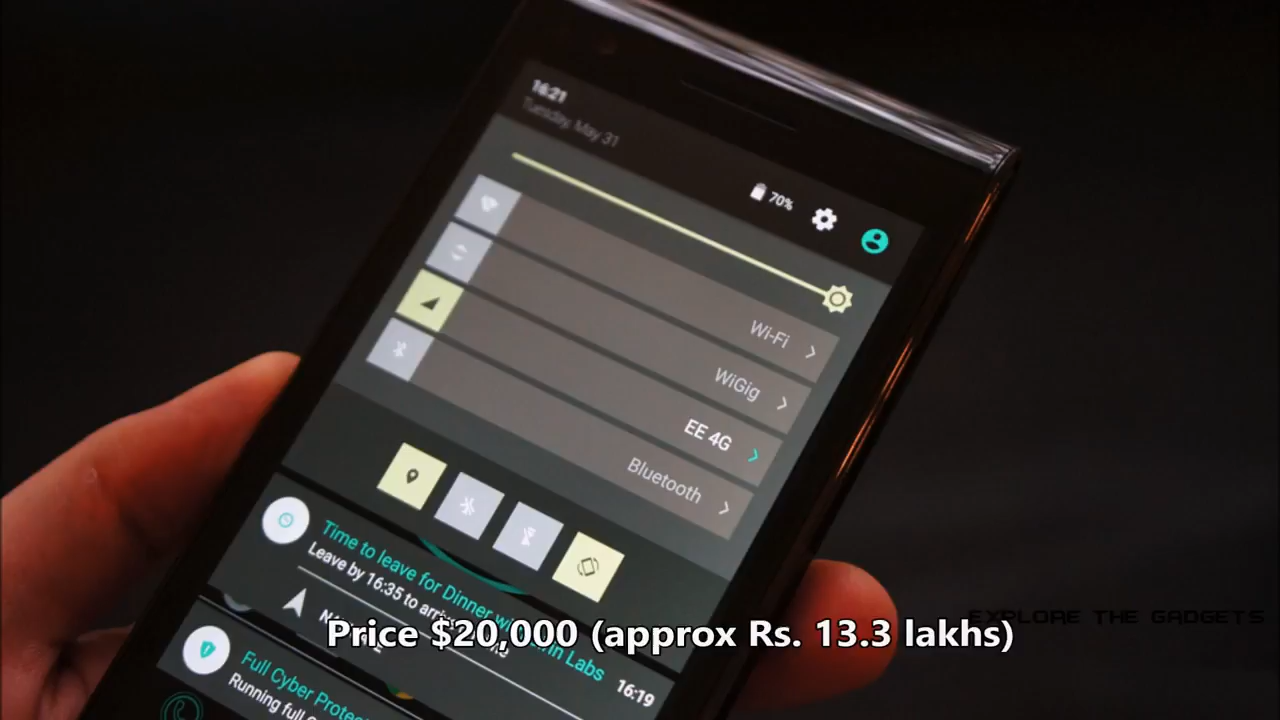 16:21
Tuesday, May 31
70%
Wi-Fi
WiGig
EE 4G
Bluetooth
Time to leave for Dinner
Labs
Leave by 16:35 to
16:19
Full Cyber
Running full
Price $20,000 (approx Rs. 13.3 lakhs)
EXPLORE THE GADGETS